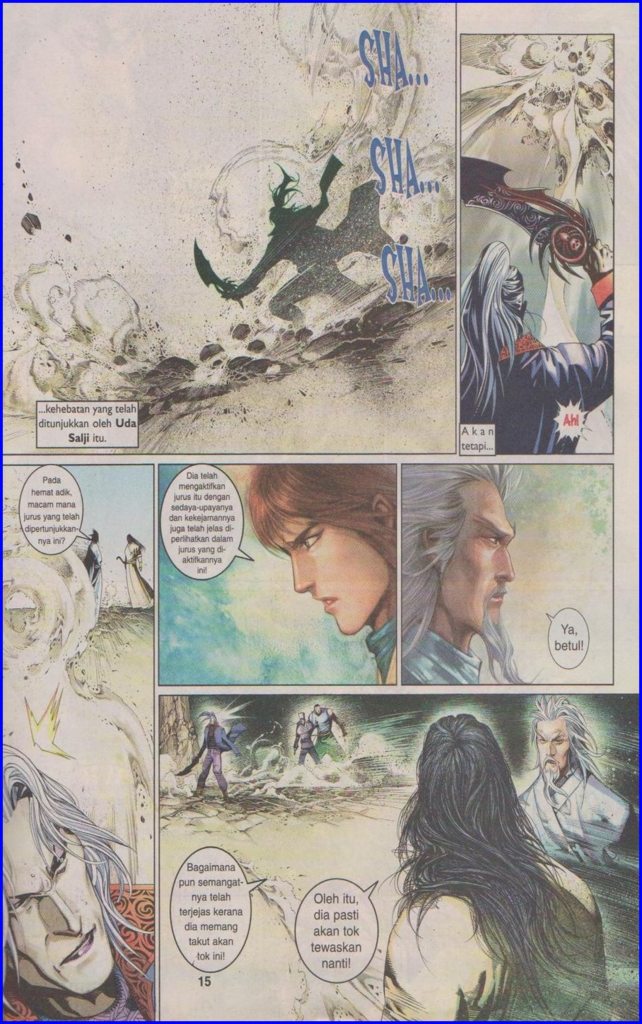 SHA...
SHA...
SHA...
...kehebatan yang telah
ditunjukkan oleh Uda
Salji itu.
Akan
tetapi...
Ah!
Pada
hemat adik,
macam mana
jurus yang telah
dipertunjukkan-
nya ini?
Dia telah
mengaktifkan
jurus itu dengan
sedaya-upayanya
dan kekejamannya
juga telah jelas di-
perlihatkan dalam
jurus yang di-
aktifkannya
ini!
Ya,
betul!
Bagaimana
pun semangat-
nya telah
terjejas kerana
dia memang
takut akan
tok ini!
Oleh itu,
dia pasti
akan tok
tewaskan
nanti!
15